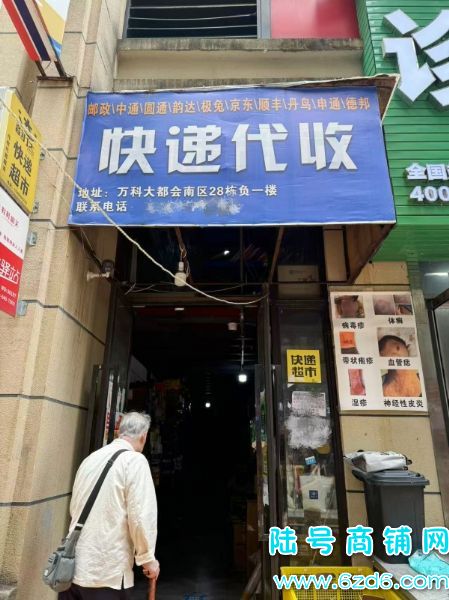 邮政\中通\圆通\韵达\极兔\京东\顺丰\丹鸟\申通\德邦
快递代收
地址：万科大都会南区28栋负一楼
联系电话
快递
超市
驿站
诊
全国
400
快递
超市
病毒疹
体癣
带状疱疹
血管痣
湿疹
神经性皮炎
陆号商铺网
www.6zd6.com